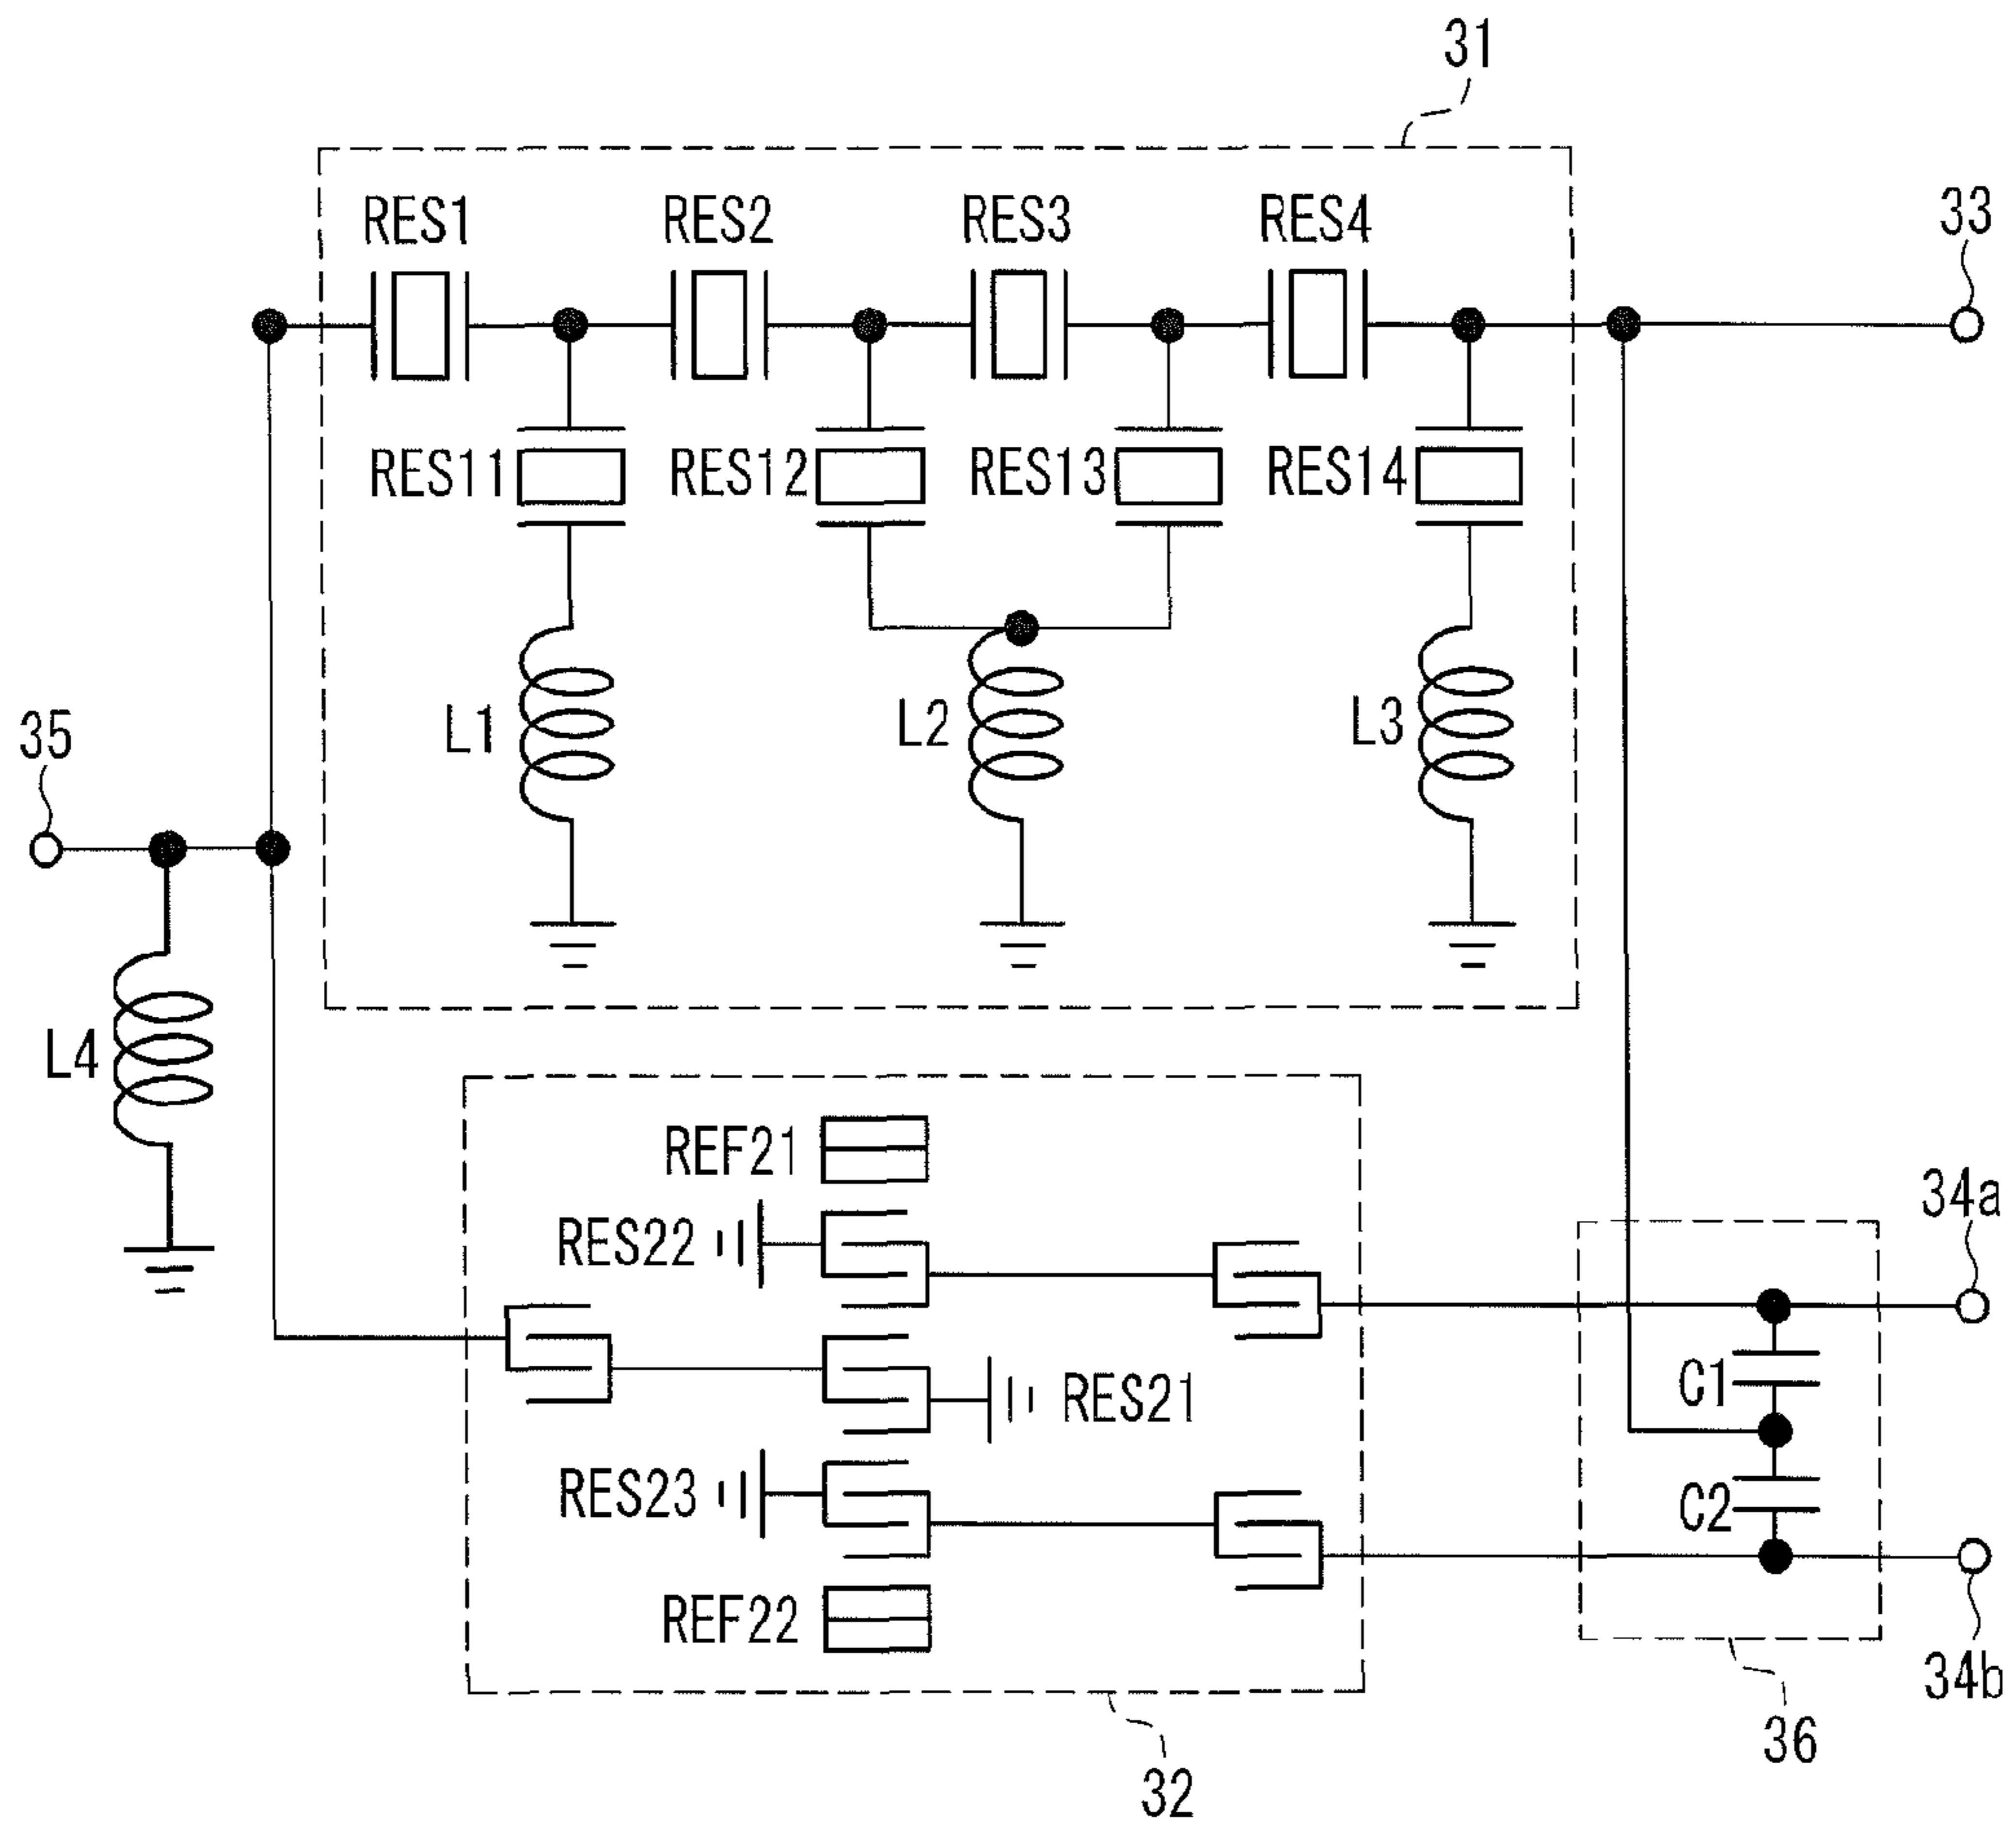 31
RES1
RES2
RES3
RES4
33
RES11
RES12
RES13
RES14
L1
L2
L3
35
L4
REF21
34a
RES22
C1
RES21
RES23
C2
REF22
34b
36
32